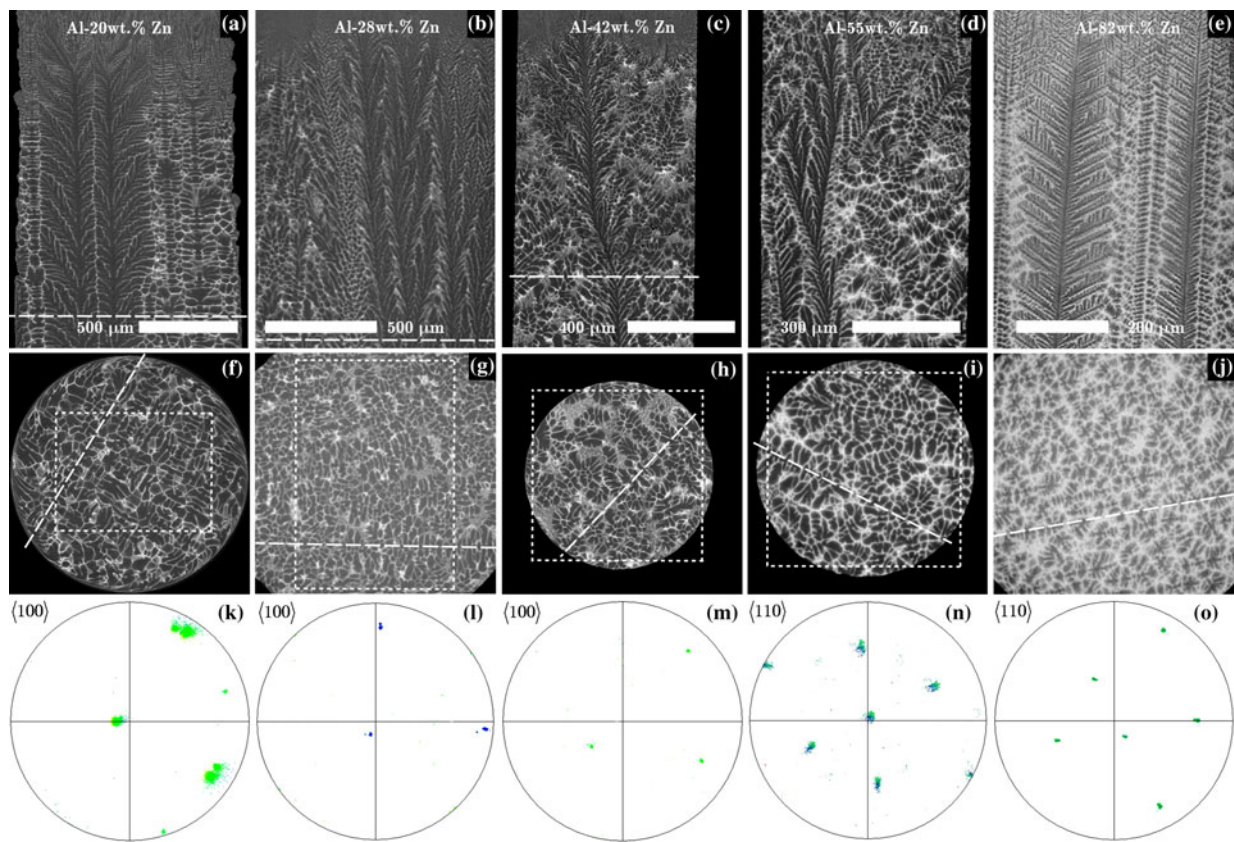 Al-20wt.% Zn (a)
Al-28wt.% Zn (b)
Al-42wt.% Zn (c)
Al-55wt.% Zn (d)
Al-82wt.% Zn (e)
500 μm
500 μm
400 μm
300 μm
200 μm
(f)
(g)
(h)
(i)
(j)
⟨100⟩ (k)
⟨100⟩ (l)
⟨100⟩ (m)
⟨110⟩ (n)
⟨110⟩ (o)